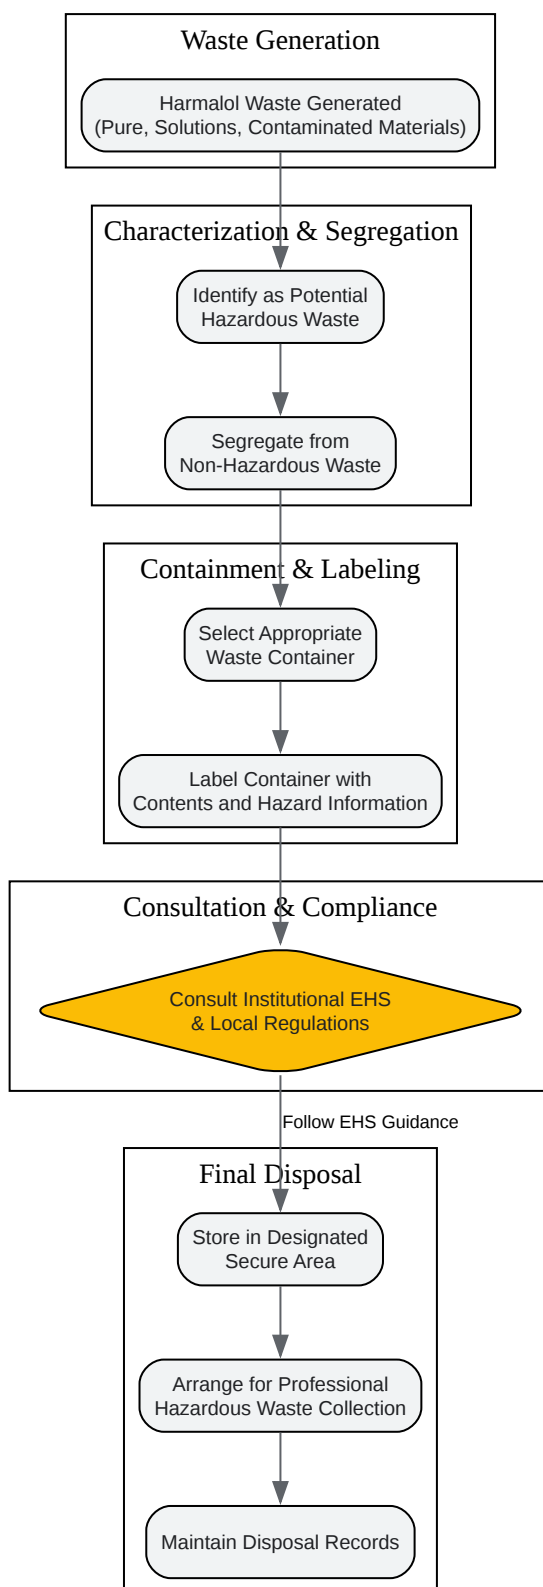 Waste Generation
Harmalol Waste Generated
(Pure, Solutions, Contaminated Materials)
Characterization & Segregation
Identify as Potential
Hazardous Waste
Segregate from
Non-Hazardous Waste
Containment & Labeling
Select Appropriate
Waste Container
Label Container with
Contents and Hazard Information
Consultation & Compliance
Consult Institutional EHS
& Local Regulations
Follow EHS Guidance
Final Disposal
Store in Designated
Secure Area
Arrange for Professional
Hazardous Waste Collection
Maintain Disposal Records